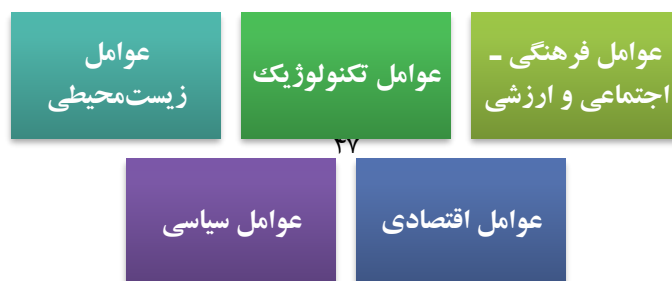 عوامل فرهنگی ـ
اجتماعی و ارزشی
عوامل تکنولوژیک
عوامل
زیست‌محیطی
۴۷
عوامل اقتصادی
عوامل سیاسی